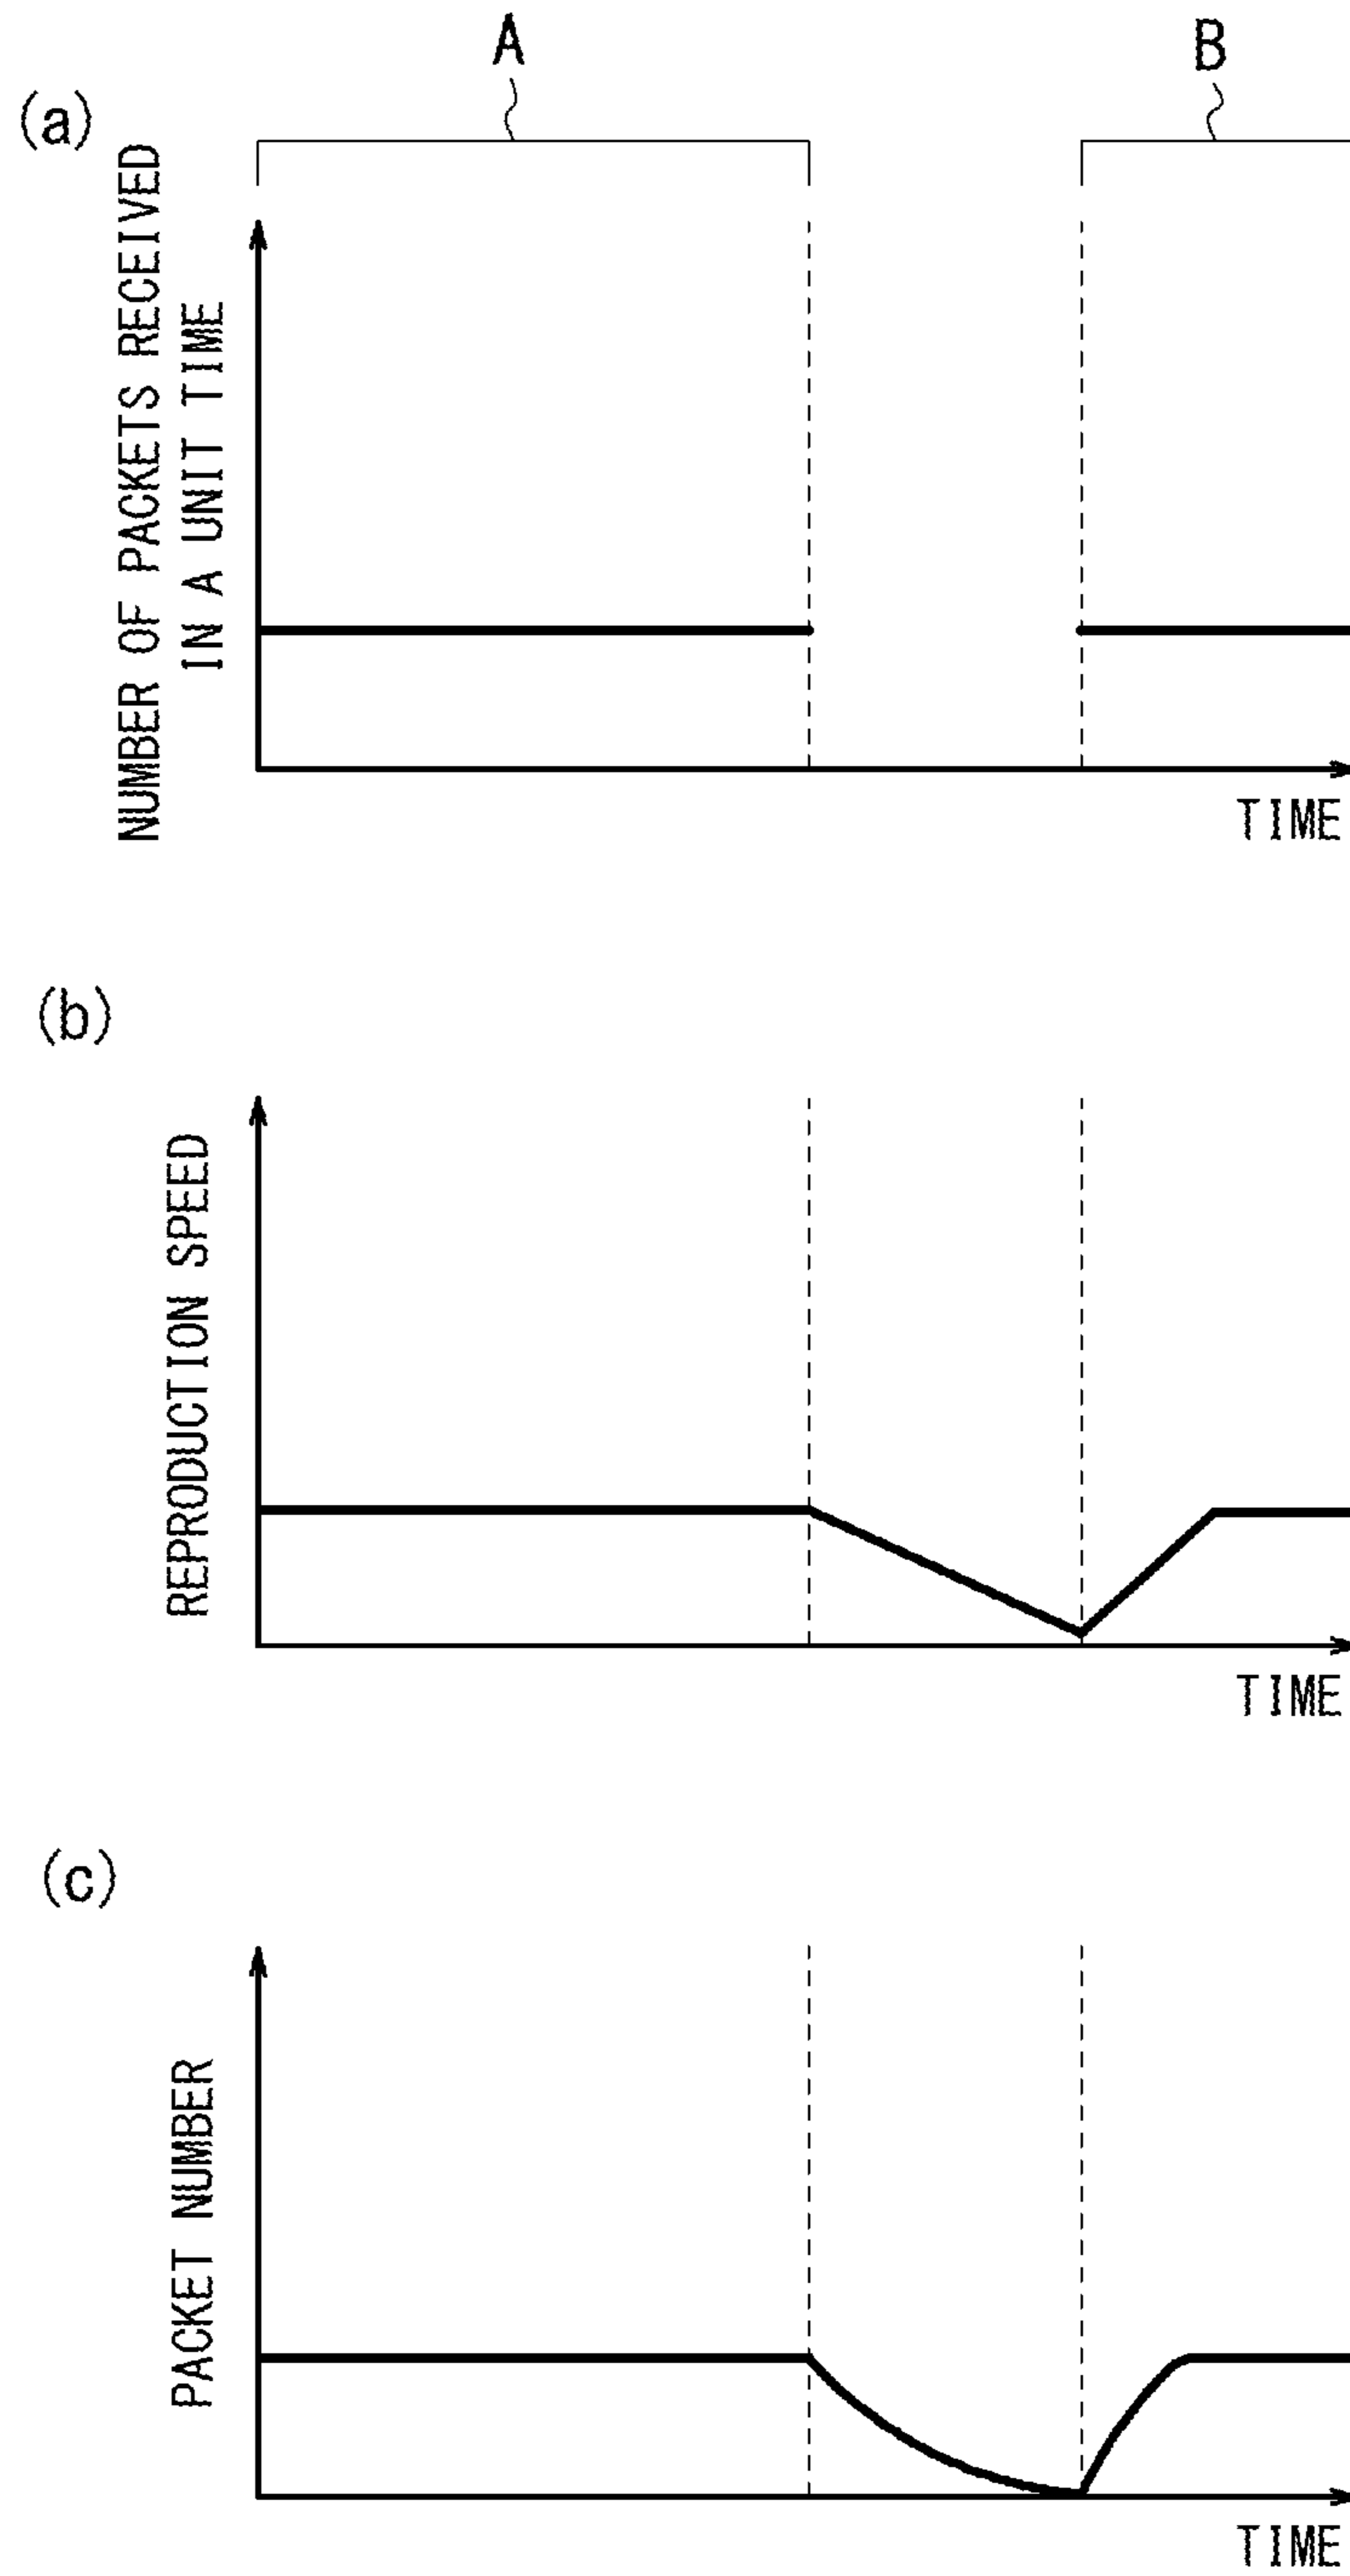 A
B
(a)
NUMBER OF PACKETS RECEIVED
IN A UNIT TIME
TIME
(b)
REPRODUCTION SPEED
TIME
(c)
PACKET NUMBER
TIME